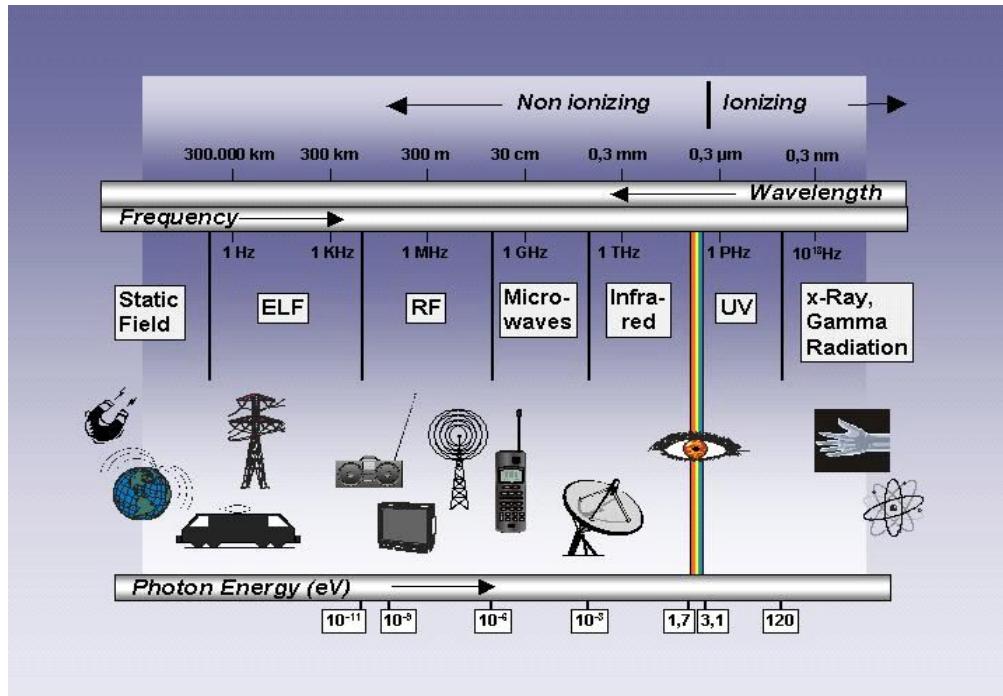 Non ionizing Ionizing
300.000 km 300 km 300 m 30 cm 0,3 mm 0,3 µm 0,3 nm
Wavelength
Frequency
1 Hz 1 KHz 1 MHz 1 GHz 1 THz 1 PHz 10¹⁸Hz
Static
Field
ELF
RF
Micro-
waves
Infra-
red
UV
x-Ray,
Gamma
Radiation
Photon Energy (eV)
10⁻¹¹ 10⁻⁹ 10⁻⁶ 10⁻³ 1,7 3,1 120